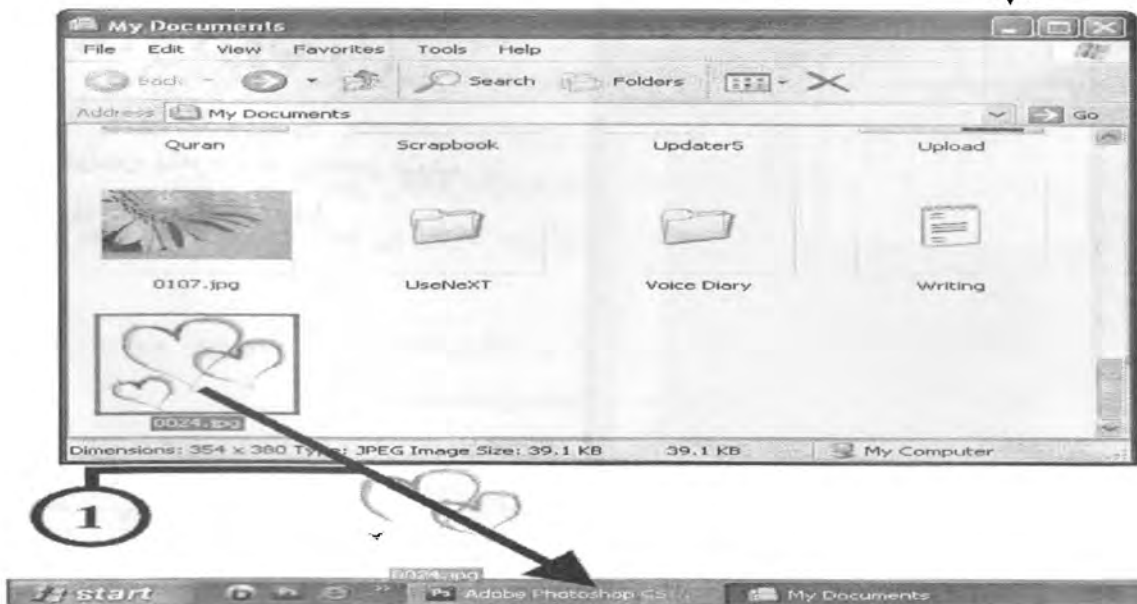 My Documents
File Edit View Favorites Tools Help
Back Search Folders
Address My Documents Go
Quran Scrapbook Updater5 Upload
0107.jpg UseNeXT Voice Diary Writing
0024.jpg
Dimensions: 354 x 380 Type: JPEG Image Size: 39.1 KB 39.1 KB My Computer
1
0024.jpg
start Ps Adobe Photoshop CS My Documents